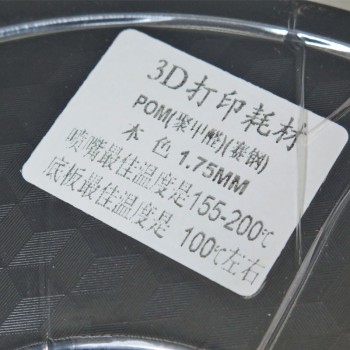 3D打印耗材
POM(聚甲醛)(赛钢)
本 色 1.75MM
喷嘴最佳温度是155-200℃
底板最佳温度是 100℃左右